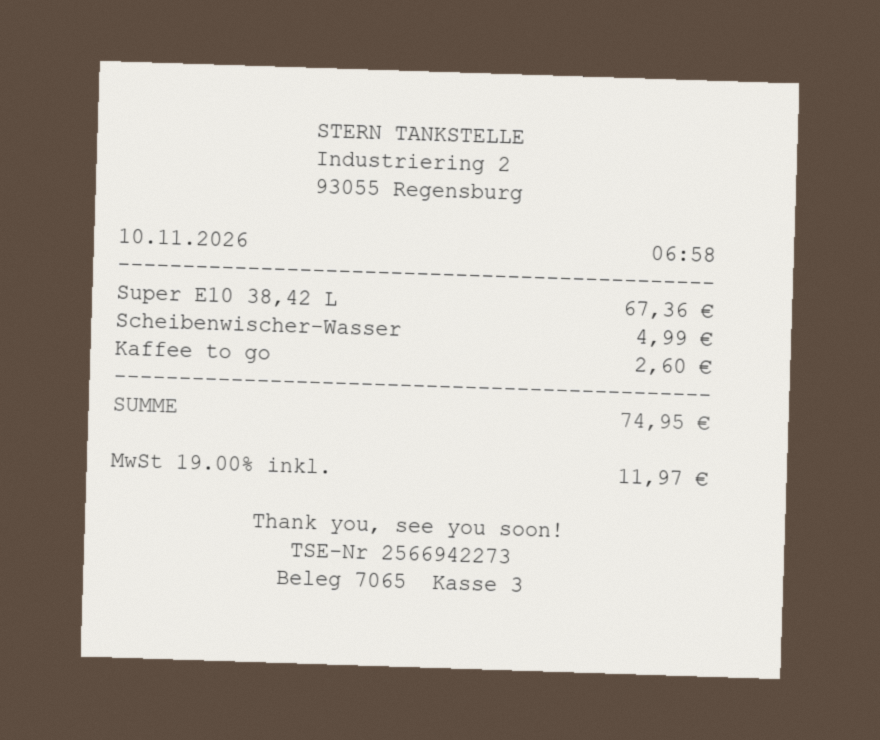 STERN TANKSTELLE
Industriering 2
93055 Regensburg
10.11.2026 06:58
Super E10 38,42 L 67,36 €
Scheibenwischer-Wasser 4,99 €
Kaffee to go 2,60 €
SUMME 74,95 €
MwSt 19.00% inkl. 11,97 €
Thank you, see you soon!
TSE-Nr 2566942273
Beleg 7065 Kasse 3